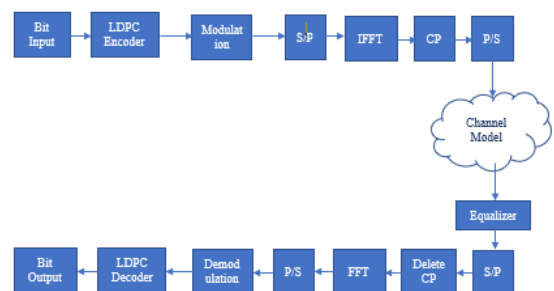 Bit
Input
LDPC
Encoder
Modulat
ion
S/P
IFFT
CP
P/S
Channel
Model
Equalizer
Bit
Output
LDPC
Decoder
Demod
ulation
P/S
FFT
Delete
CP
S/P